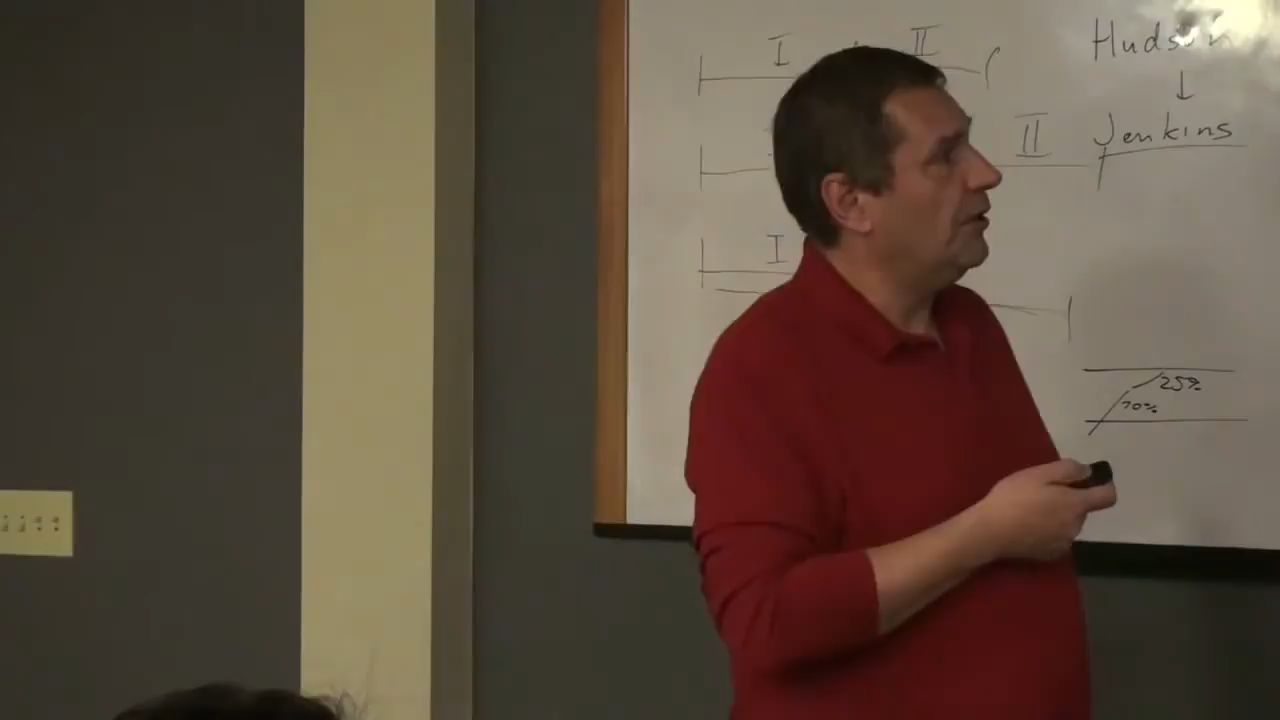 I II Hudson
↓
II Jenkins
I
25%
70%